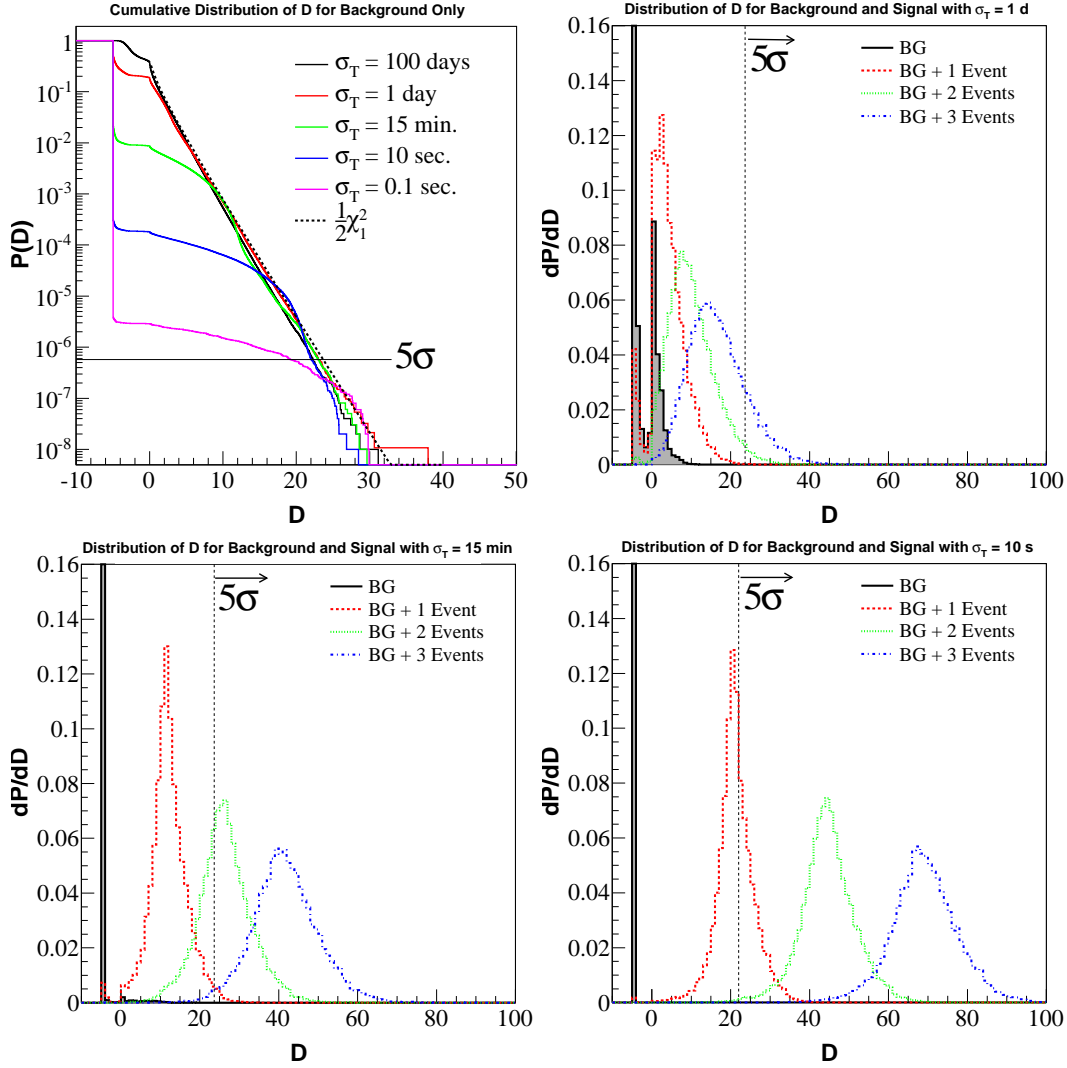 Cumulative Distribution of D for Background Only
P(D)
1
10⁻¹
10⁻²
10⁻³
10⁻⁴
10⁻⁵
10⁻⁶
10⁻⁷
10⁻⁸
σ_T = 100 days
σ_T = 1 day
σ_T = 15 min.
σ_T = 10 sec.
σ_T = 0.1 sec.
½χ₁²
5σ
-10 0 10 20 30 40 50
D
Distribution of D for Background and Signal with σ_T = 1 d
dP/dD
0.16
0.14
0.12
0.1
0.08
0.06
0.04
0.02
0
5σ
BG
BG + 1 Event
BG + 2 Events
BG + 3 Events
0 20 40 60 80 100
D
Distribution of D for Background and Signal with σ_T = 15 min
dP/dD
0.16
0.14
0.12
0.1
0.08
0.06
0.04
0.02
0
5σ
BG
BG + 1 Event
BG + 2 Events
BG + 3 Events
0 20 40 60 80 100
D
Distribution of D for Background and Signal with σ_T = 10 s
dP/dD
0.16
0.14
0.12
0.1
0.08
0.06
0.04
0.02
0
5σ
BG
BG + 1 Event
BG + 2 Events
BG + 3 Events
0 20 40 60 80 100
D